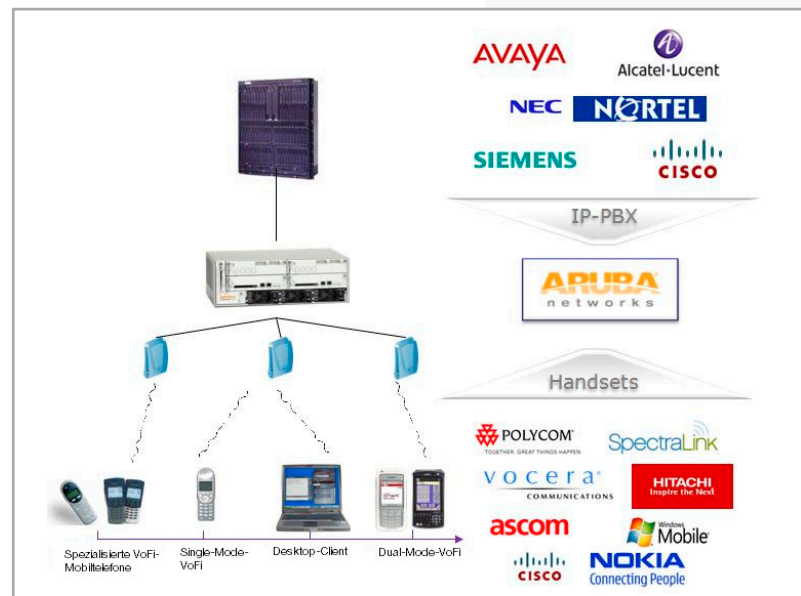 AVAYA
Alcatel·Lucent
NEC
NORTEL
SIEMENS
CISCO
IP-PBX
ARUBA
networks
Handsets
POLYCOM®
TOGETHER. GREAT THINGS HAPPEN.
SpectraLink
vocera®
COMMUNICATIONS
HITACHI
Inspire the Next
ascom
Windows
Mobile®
CISCO
NOKIA
Connecting People
Spezialisierte VoFi-
Mobiltelefone
Single-Mode-
VoFi
Desktop-Client
Dual-Mode-VoFi